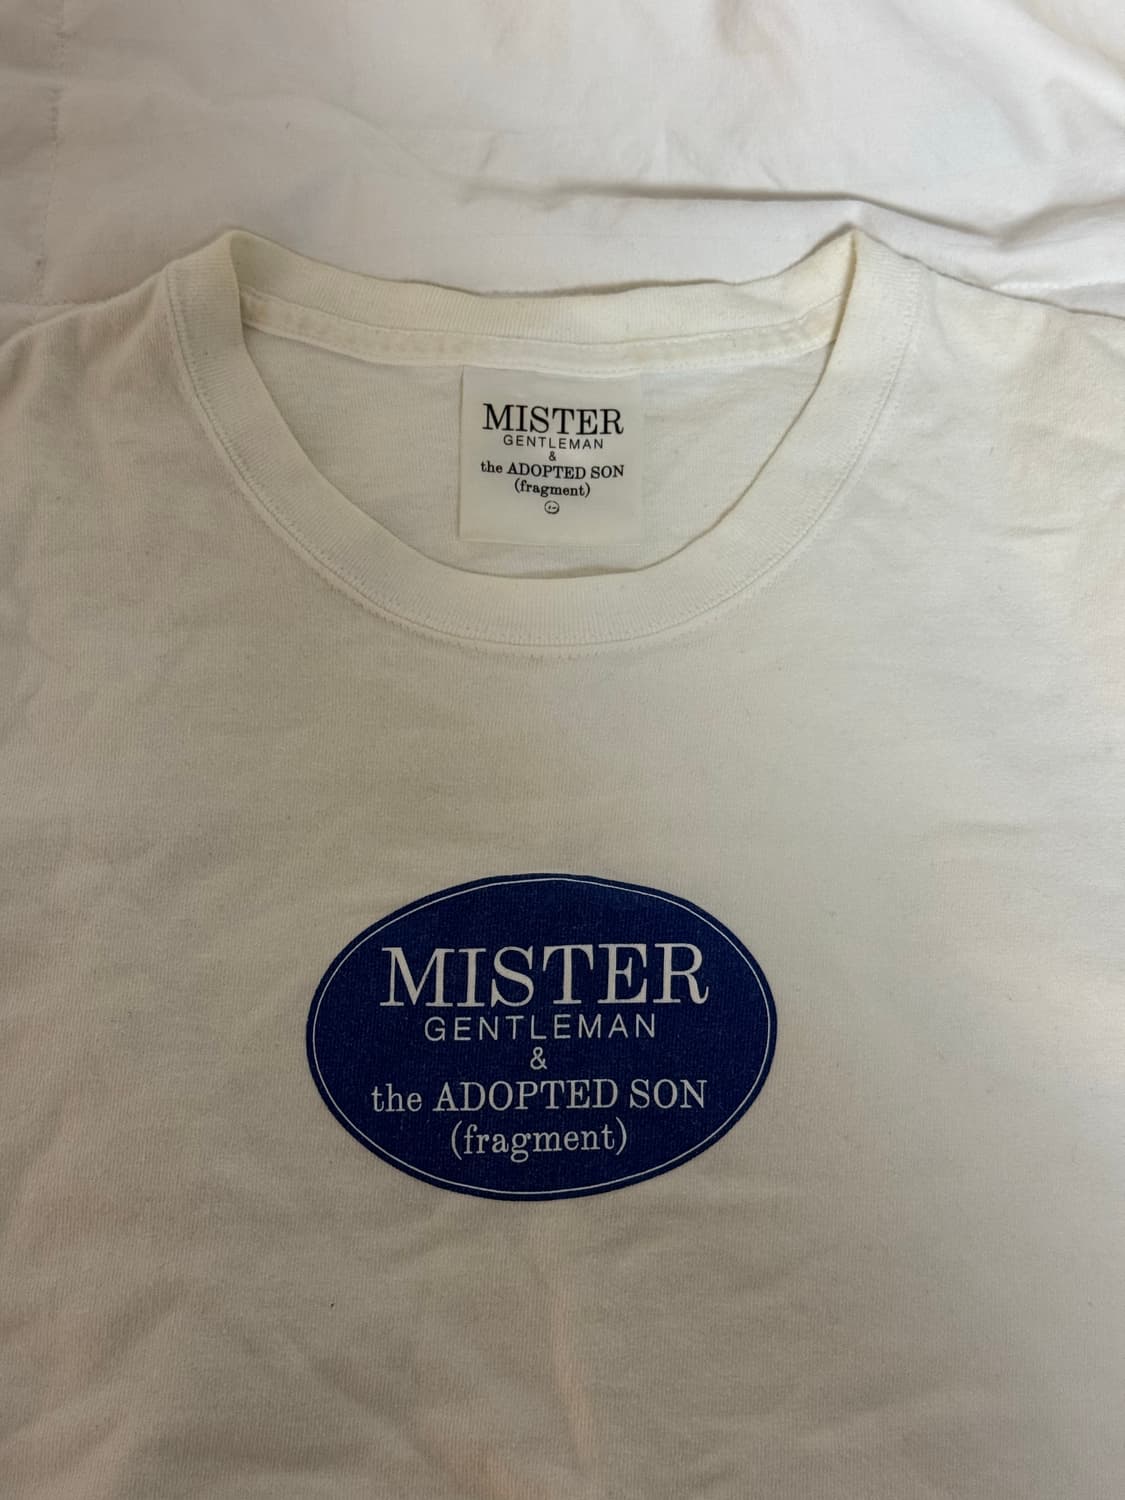 MISTER
GENTLEMAN
&
the ADOPTED SON
(fragment)
MISTER
GENTLEMAN
&
the ADOPTED SON
(fragment)